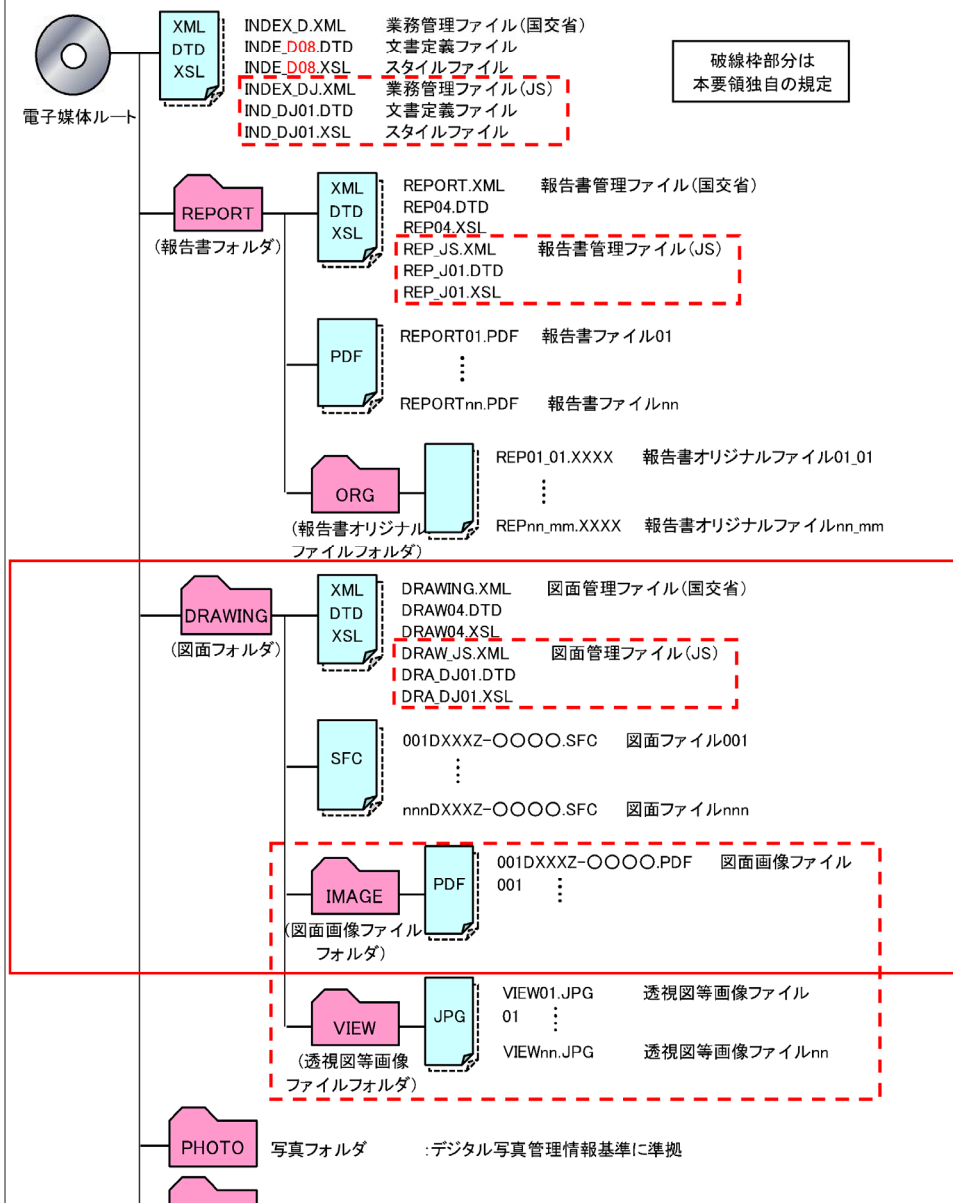 XML
DTD
XSL
電子媒体ルート
INDEX_D.XML 業務管理ファイル(国交省)
INDE_D08.DTD 文書定義ファイル
INDE_D08.XSL スタイルファイル
INDEX_DJ.XML 業務管理ファイル(JS)
IND_DJ01.DTD 文書定義ファイル
IND_DJ01.XSL スタイルファイル
破線枠部分は
本要領独自の規定
REPORT
(報告書フォルダ)
XML
DTD
XSL
REPORT.XML 報告書管理ファイル(国交省)
REP04.DTD
REP04.XSL
REP_JS.XML 報告書管理ファイル(JS)
REP_J01.DTD
REP_J01.XSL
PDF
REPORT01.PDF 報告書ファイル01
REPORTnn.PDF 報告書ファイルnn
ORG
(報告書オリジナル
ファイルフォルダ)
REP01_01.XXXX 報告書オリジナルファイル01_01
REPnn_mm.XXXX 報告書オリジナルファイルnn_mm
DRAWING
(図面フォルダ)
XML
DTD
XSL
DRAWING.XML 図面管理ファイル(国交省)
DRAW04.DTD
DRAW04.XSL
DRAW_JS.XML 図面管理ファイル(JS)
DRA_DJ01.DTD
DRA_DJ01.XSL
SFC
001DXXXZ-〇〇〇〇.SFC 図面ファイル001
nnnDXXXZ-〇〇〇〇.SFC 図面ファイルnnn
IMAGE
(図面画像ファイル
フォルダ)
PDF
001DXXXZ-〇〇〇〇.PDF 図面画像ファイル
001
VIEW
(透視図等画像
ファイルフォルダ)
JPG
VIEW01.JPG 透視図等画像ファイル
01
VIEWnn.JPG 透視図等画像ファイルnn
PHOTO
写真フォルダ :デジタル写真管理情報基準に準拠